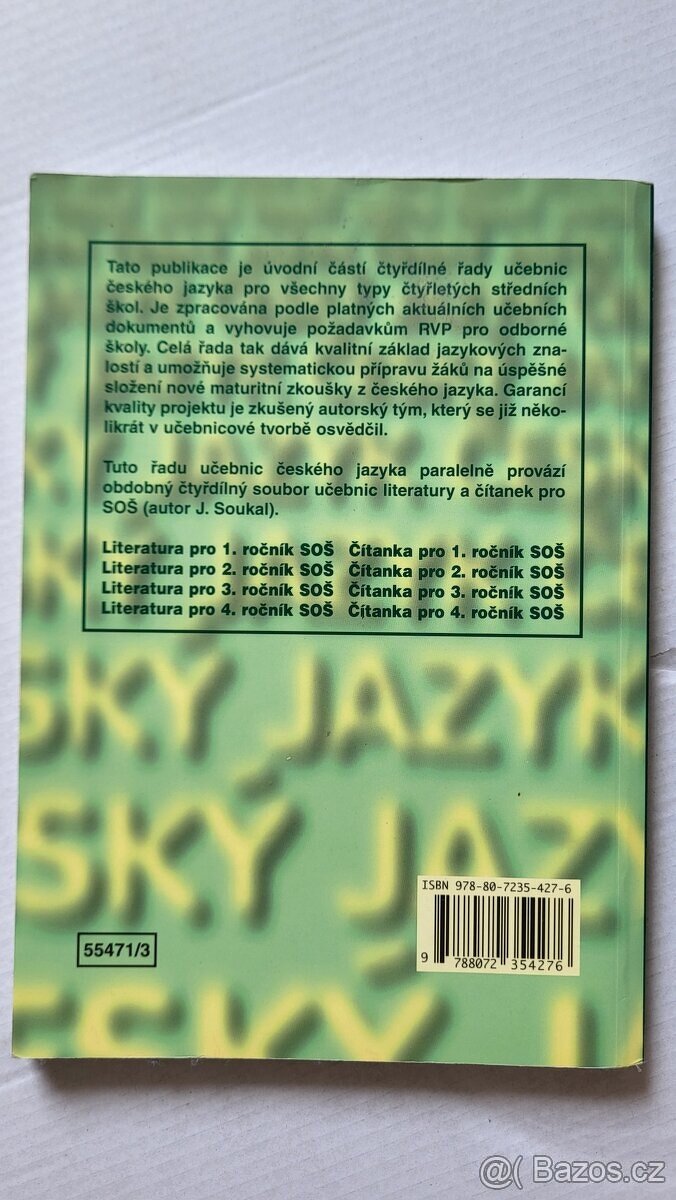 Tato publikace je úvodní částí čtyřdílné řady učebnic
českého jazyka pro všechny typy čtyřletých středních
škol. Je zpracována podle platných aktuálních učebních
dokumentů a vyhovuje požadavkům RVP pro odborné
školy. Celá řada tak dává kvalitní základ jazykových zna-
lostí a umožňuje systematickou přípravu žáků na úspěšné
složení nové maturitní zkoušky z českého jazyka. Garancí
kvality projektu je zkušený autorský tým, který se již něko-
likrát v učebnicové tvorbě osvědčil.
Tuto řadu učebnic českého jazyka paralelně provází
obdobný čtyřdílný soubor učebnic literatury a čítanek pro
SOŠ (autor J. Soukal).
Literatura pro 1. ročník SOŠ Čítanka pro 1. ročník SOŠ
Literatura pro 2. ročník SOŠ Čítanka pro 2. ročník SOŠ
Literatura pro 3. ročník SOŠ Čítanka pro 3. ročník SOŠ
Literatura pro 4. ročník SOŠ Čítanka pro 4. ročník SOŠ
SKÝ JAZYK
SKÝ JAZY
ISBN 978-80-7235-427-6
9 788072 354276
55471/3
ESKÝ J
@( Bazos.cz